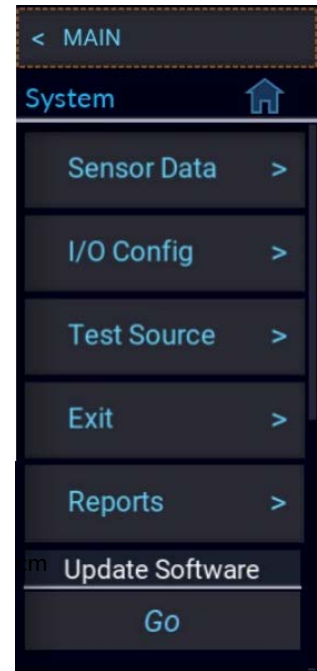 < MAIN
System
Sensor Data >
I/O Config >
Test Source >
Exit >
Reports >
Update Software
Go